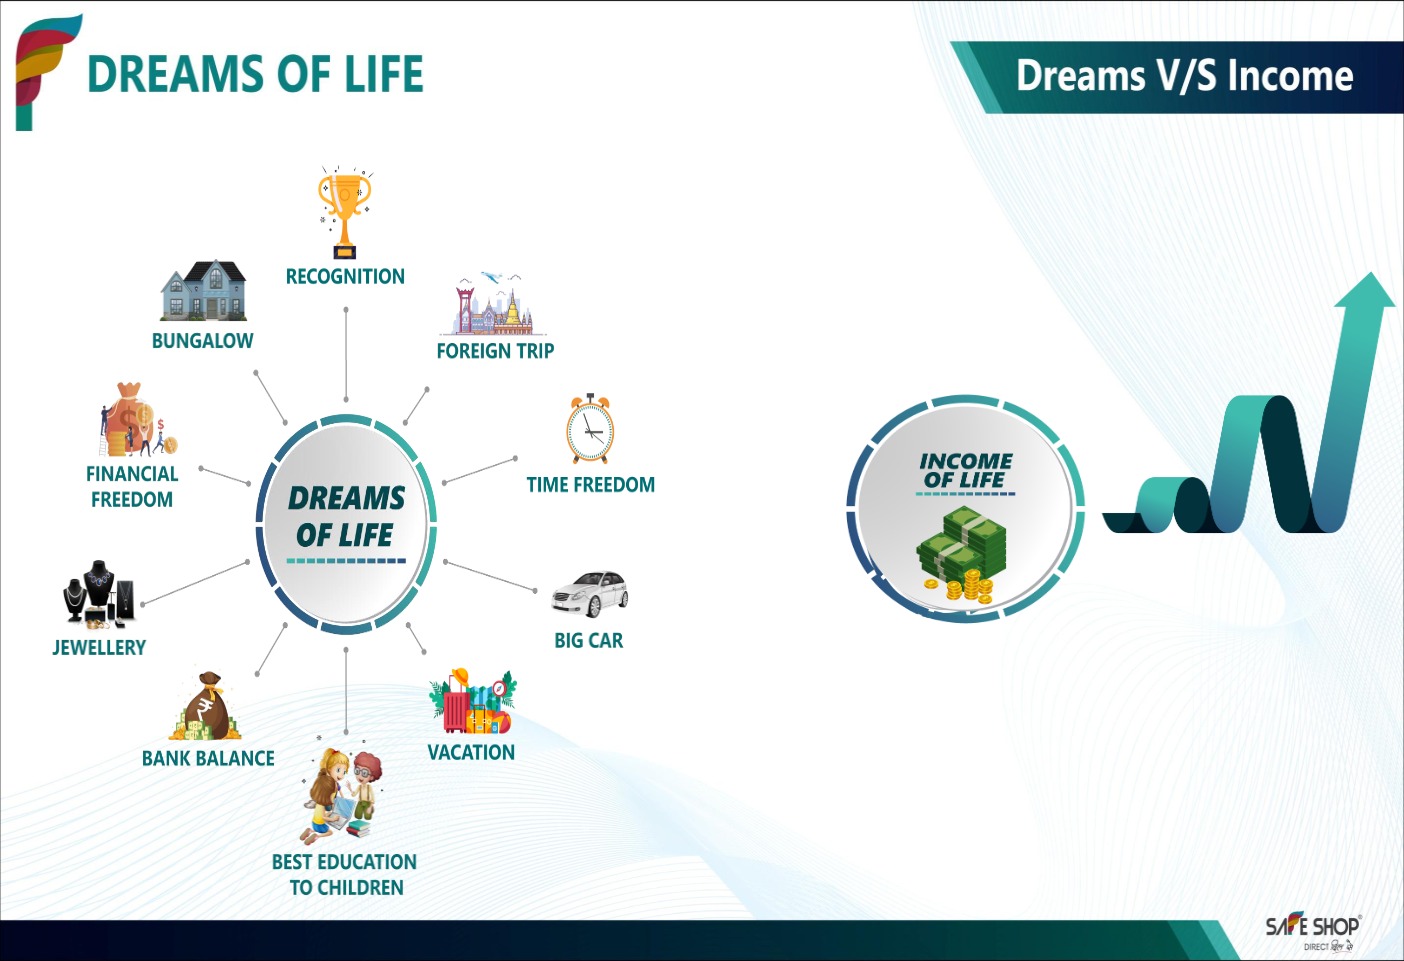 DREAMS OF LIFE
Dreams V/S Income
RECOGNITION
BUNGALOW
FOREIGN TRIP
FINANCIAL
FREEDOM
TIME FREEDOM
DREAMS
OF LIFE
INCOME
OF LIFE
JEWELLERY
BIG CAR
BANK BALANCE
VACATION
BEST EDUCATION
TO CHILDREN
SAFE SHOP®
DIRECT दिल से